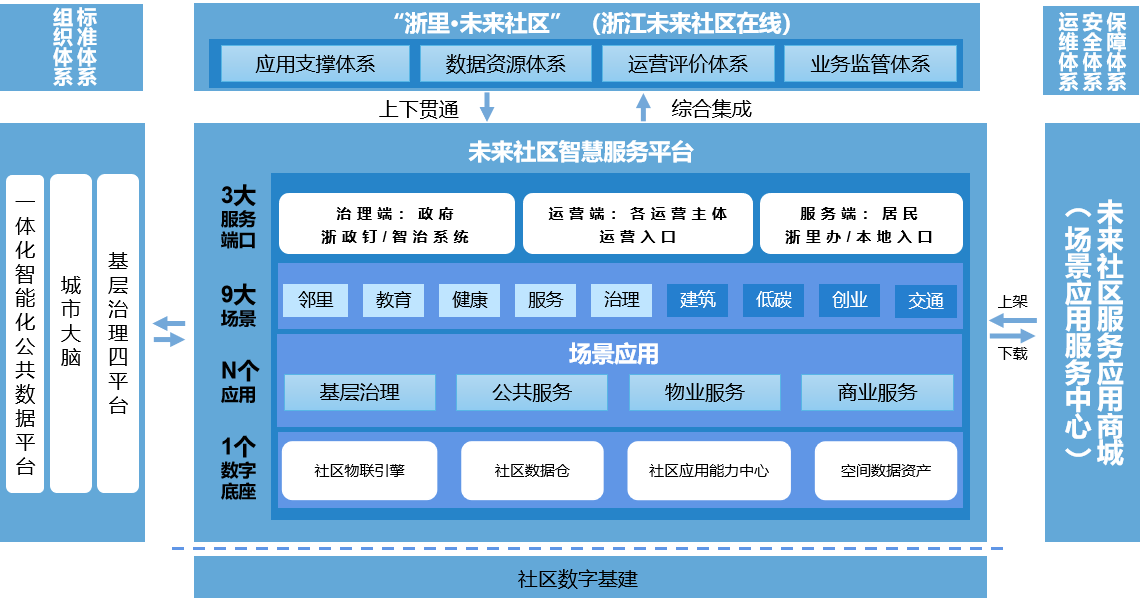 标准体系
组织体系
“浙里·未来社区”（浙江未来社区在线）
应用支撑体系
数据资源体系
运营评价体系
业务监管体系
保障体系
安全体系
运维体系
上下贯通
综合集成
一体化智能化公共数据平台
城市大脑
基层治理四平台
未来社区智慧服务平台
3大
服务
端口
治理端：政府
浙政钉/智治系统
运营端：各运营主体
运营入口
服务端：居民
浙里办/本地入口
9大
场景
邻里
教育
健康
服务
治理
建筑
低碳
创业
交通
N个
应用
场景应用
基层治理
公共服务
物业服务
商业服务
1个
数字
底座
社区物联引擎
社区数据仓
社区应用能力中心
空间数据资产
上架
下载
未来社区服务应用商城
（场景应用服务中心）
社区数字基建